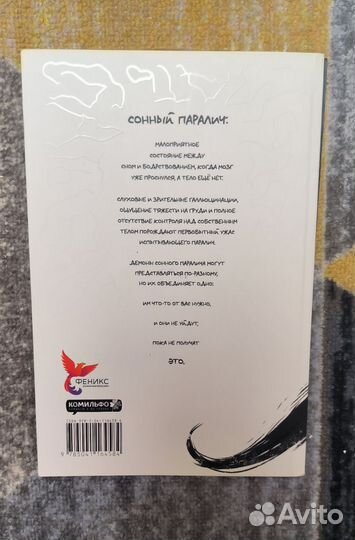 СОННЫЙ ПАРАЛИЧ:
МАЛОПРИЯТНОЕ
СОСТОЯНИЕ МЕЖДУ
СНОМ И БОДРСТВОВАНИЕМ, КОГДА МОЗГ
УЖЕ ПРОСНУЛСЯ, А ТЕЛО ЕЩЁ НЕТ.
СЛУХОВЫЕ И ЗРИТЕЛЬНЫЕ ГАЛЛЮЦИНАЦИИ,
ОЩУЩЕНИЕ ТЯЖЕСТИ НА ГРУДИ И ПОЛНОЕ
ОТСУТСТВИЕ КОНТРОЛЯ НАД СОБСТВЕННЫМ
ТЕЛОМ ПОРОЖДАЮТ ПЕРВОБЫТНЫЙ УЖАС
ИСПЫТЫВАЮЩЕГО ПАРАЛИЧ.
ДЕМОНЫ СОННОГО ПАРАЛИЧА МОГУТ
ПРЕДСТАВЛЯТЬСЯ ПО-РАЗНОМУ,
НО ИХ ОБЪЕДИНЯЕТ ОДНО:
ИМ ЧТО-ТО ОТ ВАС НУЖНО,
И ОНИ НЕ УЙДУТ,
ПОКА НЕ ПОЛУЧАТ
ЭТО.
ФЕНИКС
КОМИЛЬФО
9 785041 164584
Avito